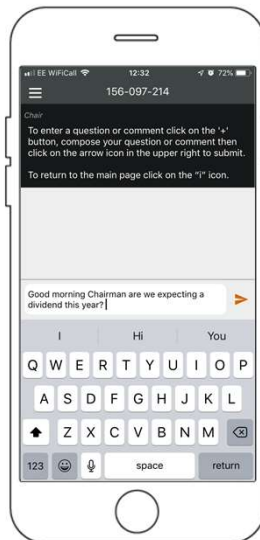 EE WiFiCall 12:32 72%
156-097-214
Chair
To enter a question or comment click on the '+'
button, compose your question or comment then
click on the arrow icon in the upper right to submit.
To return to the main page click on the "i" icon.
Good morning Chairman are we expecting a
dividend this year?
I Hi You
Q W E R T Y U I O P
A S D F G H J K L
Z X C V B N M
123 space return